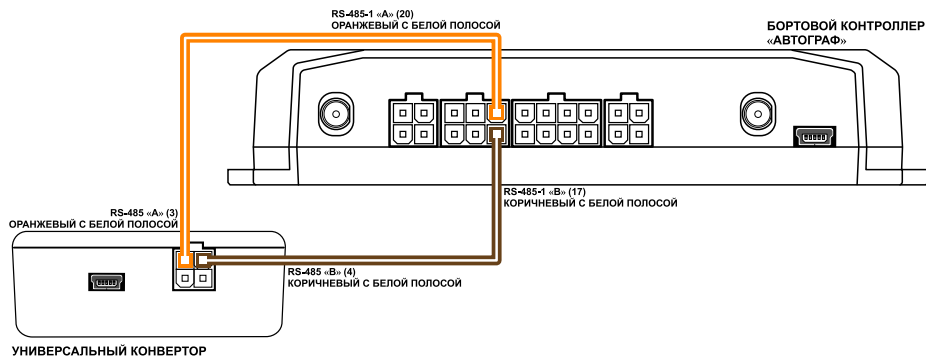 RS-485-1 «A» (20)
ОРАНЖЕВЫЙ С БЕЛОЙ ПОЛОСОЙ
БОРТОВОЙ КОНТРОЛЛЕР
«АВТОГРАФ»
RS-485-1 «B» (17)
КОРИЧНЕВЫЙ С БЕЛОЙ ПОЛОСОЙ
RS-485 «A» (3)
ОРАНЖЕВЫЙ С БЕЛОЙ ПОЛОСОЙ
RS-485 «B» (4)
КОРИЧНЕВЫЙ С БЕЛОЙ ПОЛОСОЙ
УНИВЕРСАЛЬНЫЙ КОНВЕРТОР